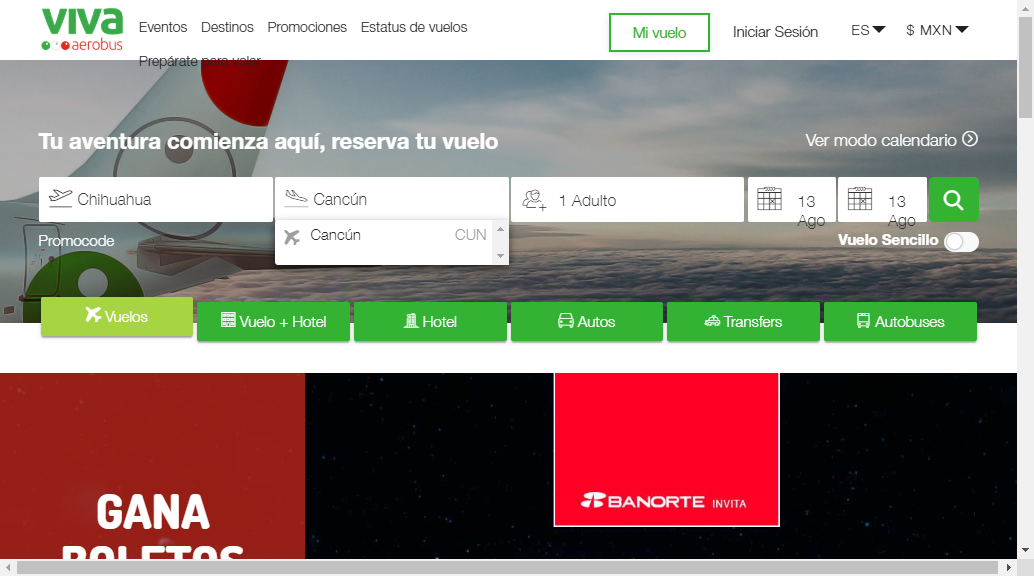 viva
aerobus
Eventos Destinos Promociones Estatus de vuelos
Prepárate para volar
Mi vuelo
Iniciar Sesión
ES
$ MXN
Tu aventura comienza aquí, reserva tu vuelo
Ver modo calendario
Chihuahua
Cancún
1 Adulto
13
Ago
13
Ago
Cancún CUN
Promocode
Vuelo Sencillo
Vuelos
Vuelo + Hotel
Hotel
Autos
Transfers
Autobuses
GANA
BOLETOS
BANORTE INVITA